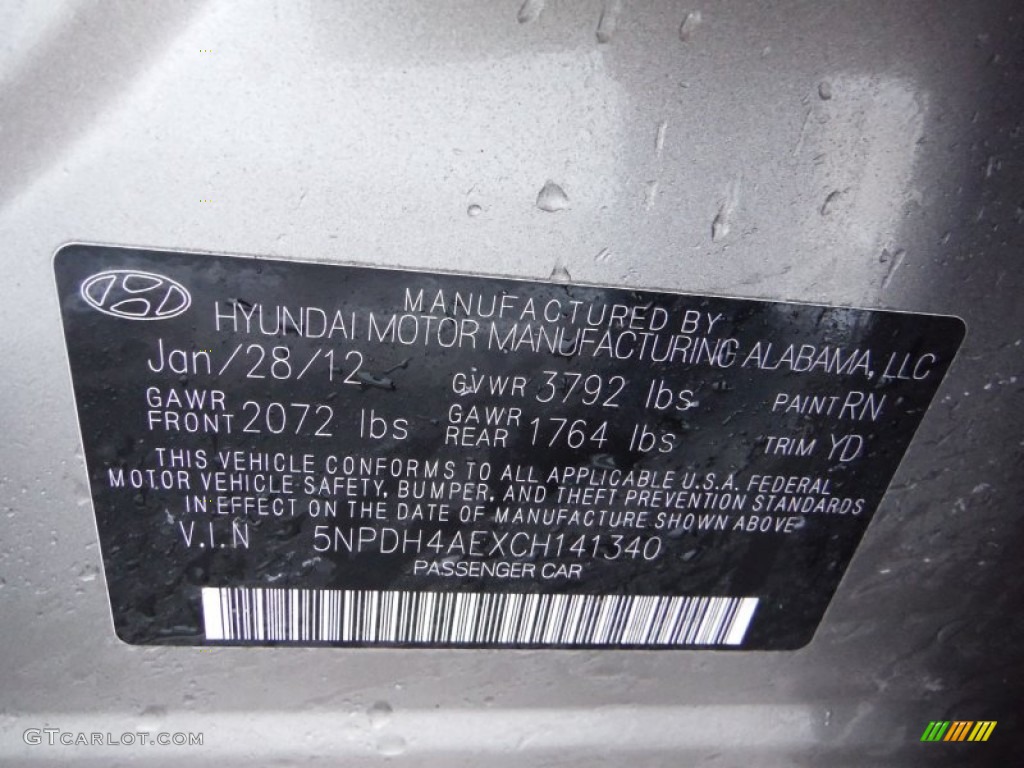 MANUFACTURED BY
HYUNDAI MOTOR MANUFACTURING ALABAMA, LLC
Jan/28/12 GVWR 3792 lbs PAINT RN
GAWR FRONT 2072 lbs GAWR REAR 1764 lbs TRIM YD
THIS VEHICLE CONFORMS TO ALL APPLICABLE U.S.A. FEDERAL
MOTOR VEHICLE SAFETY, BUMPER, AND THEFT PREVENTION STANDARDS
IN EFFECT ON THE DATE OF MANUFACTURE SHOWN ABOVE
V.I.N 5NPDH4AEXCH141340
PASSENGER CAR
GTCARLOT.COM